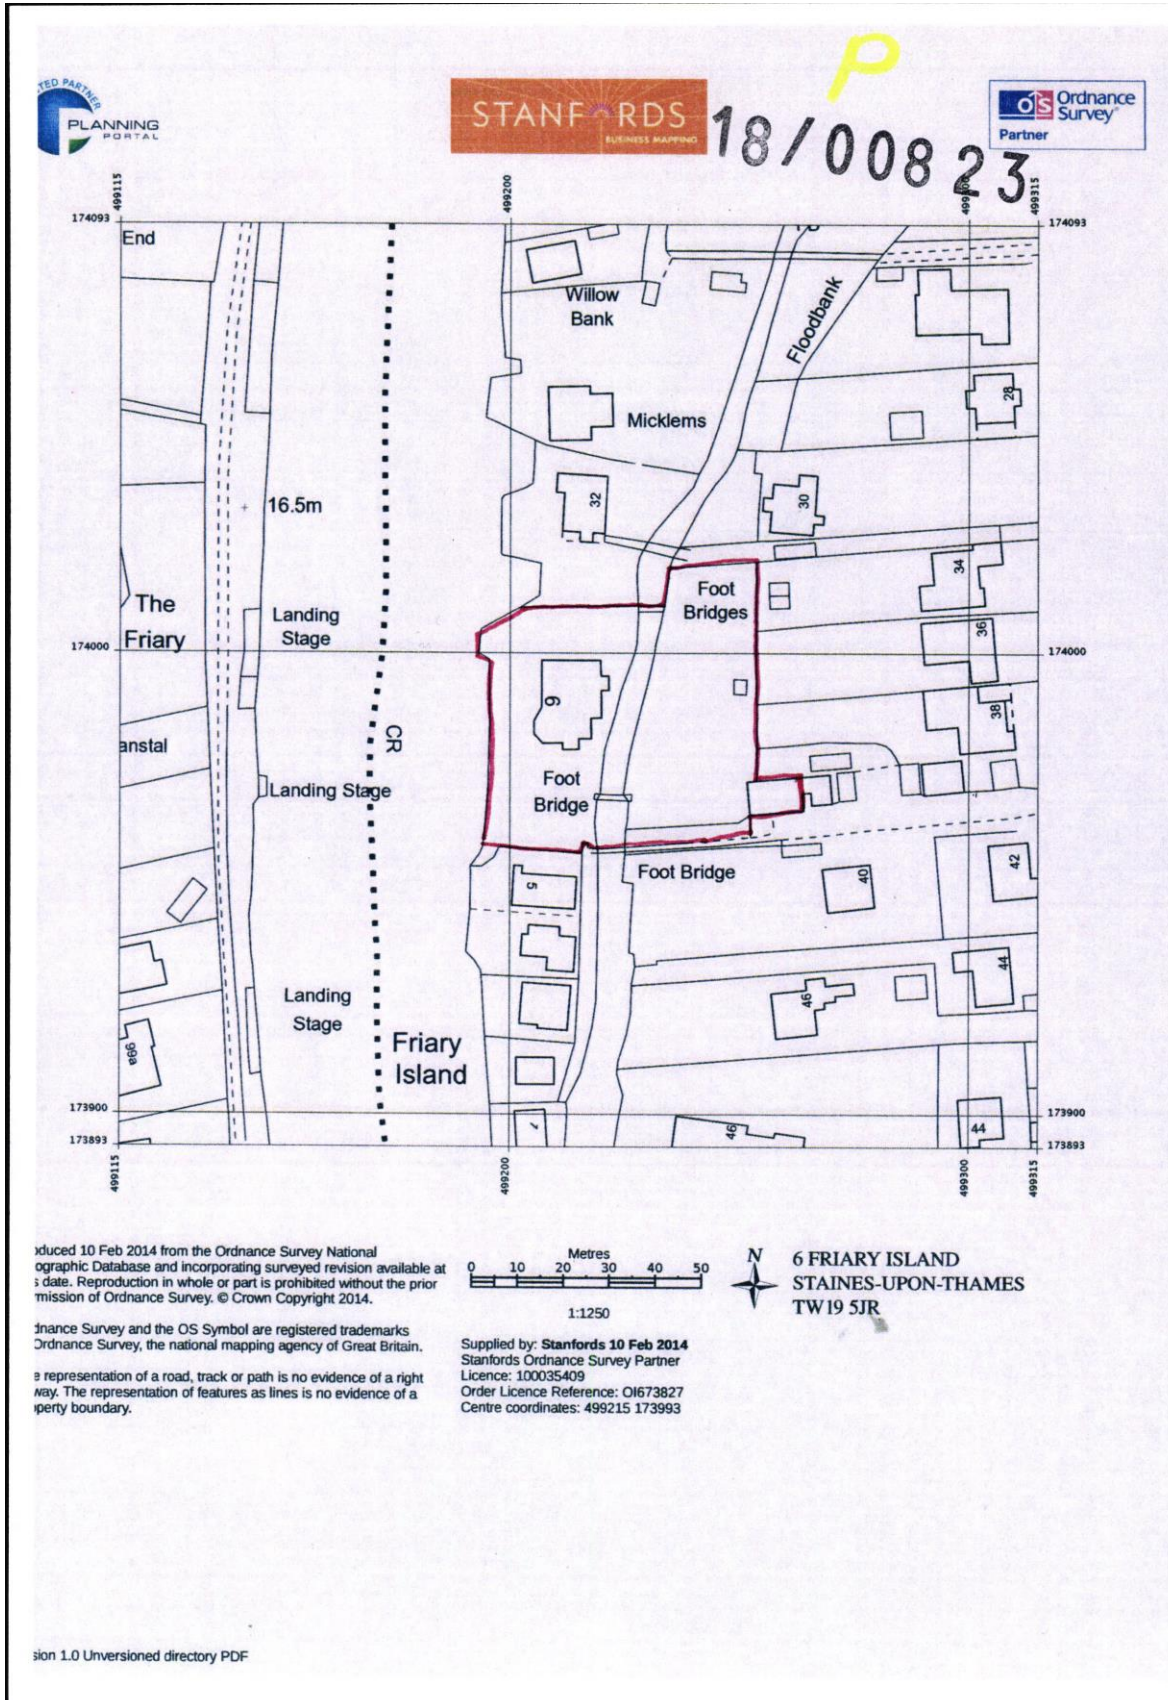 TED PARTNER
PLANNING
PORTAL
STANFORDS
BUSINESS MAPPING
P
18/00823
OS Ordnance
Survey
Partner
499115
499200
499315
174093
174093
End
Willow
Bank
Floodbank
28
Micklems
32
30
16.5m
34
Foot
Bridges
The
Friary
Landing
Stage
36
174000
174000
6
38
CR
anstal
Foot
Bridge
Landing Stage
5
Foot Bridge
40
42
44
46
Landing
Stage
Friary
Island
99a
173900
173900
46
44
173893
173893
499115
499200
499300
499315
oduced 10 Feb 2014 from the Ordnance Survey National
ographic Database and incorporating surveyed revision available at
s date. Reproduction in whole or part is prohibited without the prior
rmission of Ordnance Survey. © Crown Copyright 2014.
dnance Survey and the OS Symbol are registered trademarks
Ordnance Survey, the national mapping agency of Great Britain.
e representation of a road, track or path is no evidence of a right
way. The representation of features as lines is no evidence of a
perty boundary.
Metres
0 10 20 30 40 50
1:1250
Supplied by: Stanfords 10 Feb 2014
Stanfords Ordnance Survey Partner
Licence: 100035409
Order Licence Reference: OI673827
Centre coordinates: 499215 173993
N
6 FRIARY ISLAND
STAINES-UPON-THAMES
TW19 5JR
sion 1.0 Unversioned directory PDF